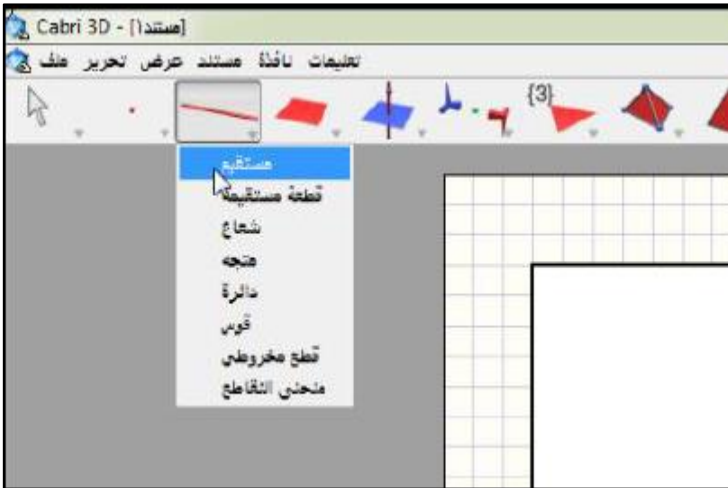 Cabri 3D - [مستند١]
ملف تحرير عرض مستند نافذة تعليمات
{3}
مستقيم
قطعة مستقيمة
شعاع
متجه
دائرة
قوس
قطع مخروطي
منحنى التقاطع